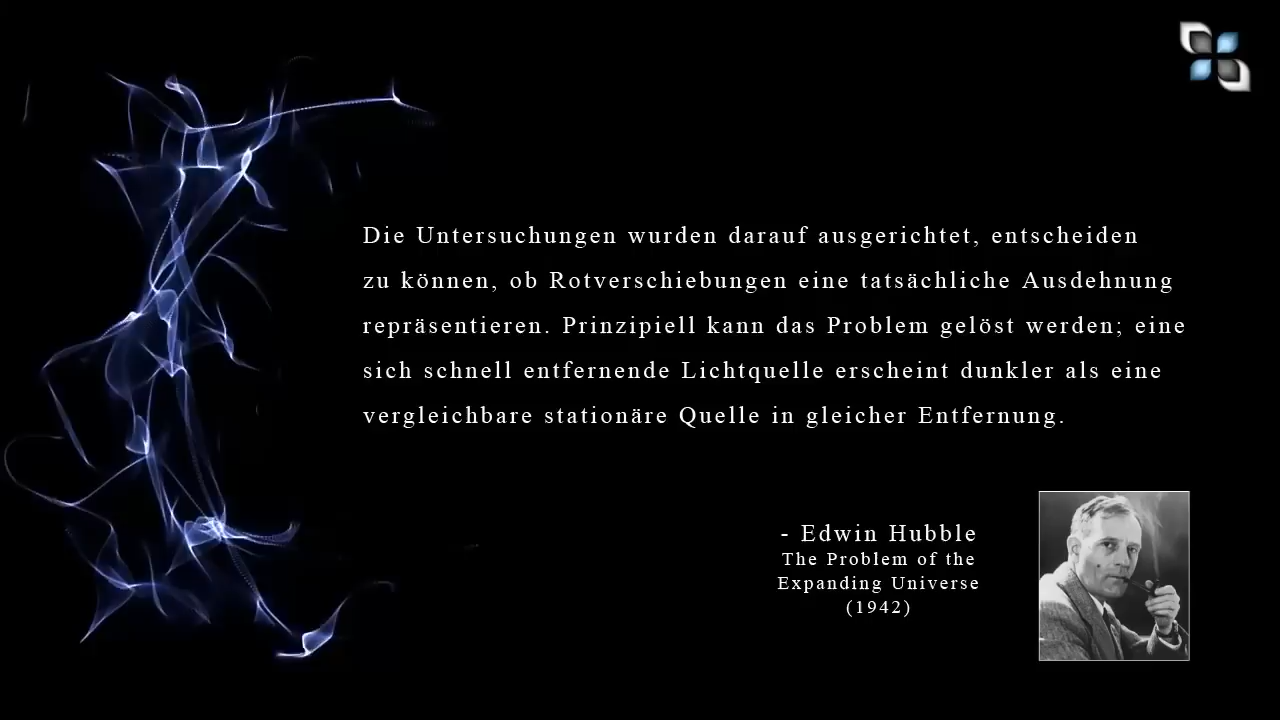 Die Untersuchungen wurden darauf ausgerichtet, entscheiden
zu können, ob Rotverschiebungen eine tatsächliche Ausdehnung
repräsentieren. Prinzipiell kann das Problem gelöst werden; eine
sich schnell entfernende Lichtquelle erscheint dunkler als eine
vergleichbare stationäre Quelle in gleicher Entfernung.
- Edwin Hubble
The Problem of the
Expanding Universe
(1942)